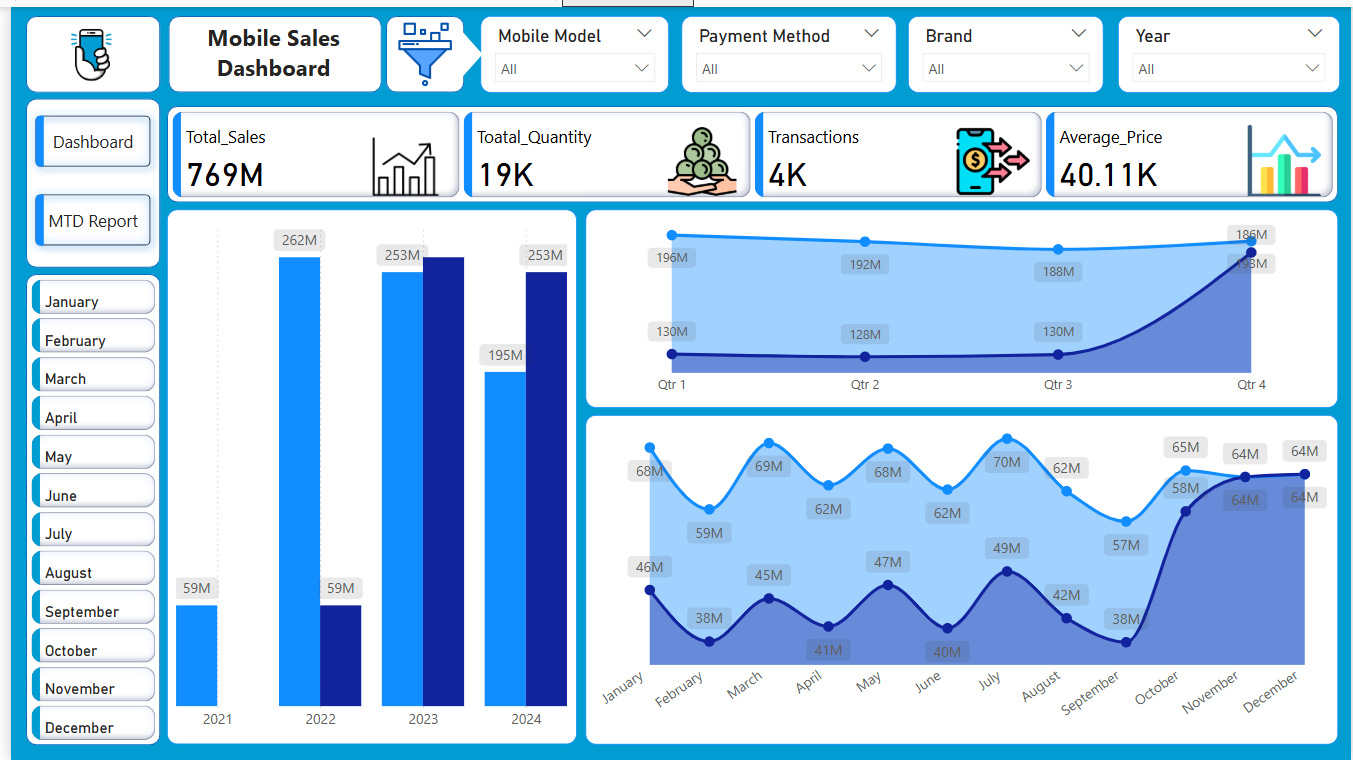 Mobile Sales
Dashboard
Mobile Model
All
Payment Method
All
Brand
All
Year
All
Dashboard
MTD Report
January
February
March
April
May
June
July
August
September
October
November
December
Total_Sales
769M
Toatal_Quantity
19K
Transactions
4K
Average_Price
40.11K
262M
253M
253M
195M
59M
59M
2021
2022
2023
2024
186M
196M
192M
188M
193M
130M
128M
130M
Qtr 1
Qtr 2
Qtr 3
Qtr 4
68M
59M
69M
62M
68M
62M
70M
62M
57M
65M
64M
64M
46M
38M
45M
41M
47M
40M
49M
42M
38M
58M
64M
64M
January
February
March
April
May
June
July
August
September
October
November
December